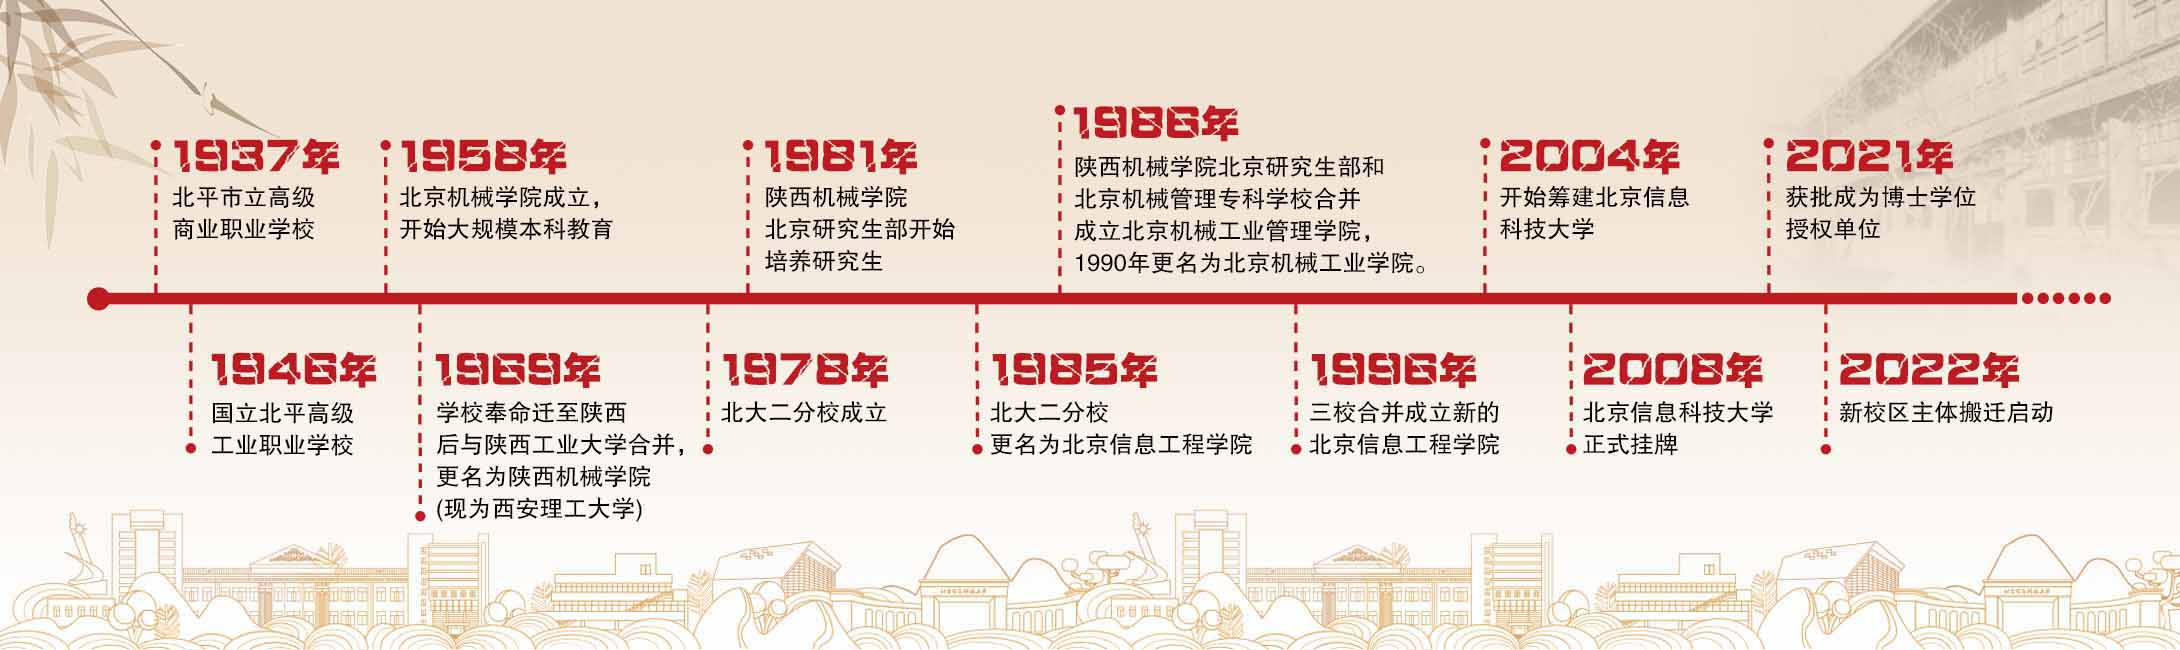 1937年
北平市立高级
商业职业学校
1958年
北京机械学院成立，
开始大规模本科教育
1981年
陕西机械学院
北京研究生部开始
培养研究生
1986年
陕西机械学院北京研究生部和
北京机械管理专科学校合并
成立北京机械工业管理学院，
1990年更名为北京机械工业学院。
2004年
开始筹建北京信息
科技大学
2021年
获批成为博士学位
授权单位
1946年
国立北平高级
工业职业学校
1969年
学校奉命迁至陕西
后与陕西工业大学合并，
更名为陕西机械学院
(现为西安理工大学)
1978年
北大二分校成立
1985年
北大二分校
更名为北京信息工程学院
1996年
三校合并成立新的
北京信息工程学院
2008年
北京信息科技大学
正式挂牌
2022年
新校区主体搬迁启动